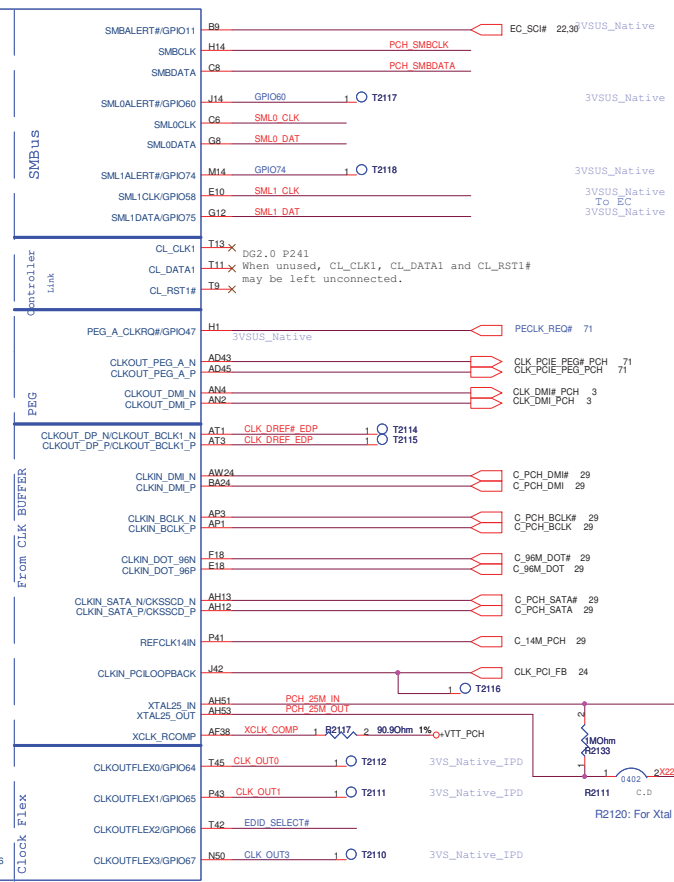 SMBus
SMBALERT#/GPIO11 B9 EC_SCI# 22,30 3VSUS_Native
SMBCLK H14 PCH_SMBCLK
SMBDATA C8 PCH_SMBDATA
SML0ALERT#/GPIO60 J14 GPIO60 1 T2117 3VSUS_Native
SML0CLK C6 SML0_CLK
SML0DATA G8 SML0_DAT
SML1ALERT#/GPIO74 M14 GPIO74 1 T2118 3VSUS_Native
SML1CLK/GPIO58 E10 SML1_CLK 3VSUS_Native
To EC
SML1DATA/GPIO75 G12 SML1_DAT 3VSUS_Native
Controller
Link
CL_CLK1 T13
DG2.0 P241
CL_DATA1 T11 When unused, CL_CLK1, CL_DATA1 and CL_RST1#
may be left unconnected.
CL_RST1# T9
PEG
PEG_A_CLKRQ#/GPIO47 H1 PECLK_REQ# 71
3VSUS_Native
CLKOUT_PEG_A_N AD43 CLK_PCIE_PEG#_PCH 71
CLKOUT_PEG_A_P AD45 CLK_PCIE_PEG_PCH 71
CLKOUT_DMI_N AN4 CLK_DMI#_PCH 3
CLKOUT_DMI_P AN2 CLK_DMI_PCH 3
From CLK BUFFER
CLKOUT_DP_N/CLKOUT_BCLK1_N AT1 CLK_DREF#_EDP 1 T2114
CLKOUT_DP_P/CLKOUT_BCLK1_P AT3 CLK_DREF_EDP 1 T2115
CLKIN_DMI_N AW24 C_PCH_DMI# 29
CLKIN_DMI_P BA24 C_PCH_DMI 29
CLKIN_BCLK_N AP3 C_PCH_BCLK# 29
CLKIN_BCLK_P AP1 C_PCH_BCLK 29
CLKIN_DOT_96N F18 C_96M_DOT# 29
CLKIN_DOT_96P E18 C_96M_DOT 29
CLKIN_SATA_N/CKSSCD_N AH13 C_PCH_SATA# 29
CLKIN_SATA_P/CKSSCD_P AH12 C_PCH_SATA 29
REFCLK14IN P41 C_14M_PCH 29
CLKIN_PCILOOPBACK J42 CLK_PCI_FB 24
1 T2116
XTAL25_IN AH51 PCH_25M_IN
XTAL25_OUT AH53 PCH_25M_OUT
XCLK_RCOMP AF38 XCLK_COMP 1 R2117 2 90.9Ohm 1% +VTT_PCH
2
1MOhm
R2133
1
Clock Flex
CLKOUTFLEX0/GPIO64 T45 CLK_OUT0 1 T2112 3VS_Native_IPD
1 0402 2 X22
CLKOUTFLEX1/GPIO65 P43 CLK_OUT1 1 T2111 3VS_Native_IPD R2111 C.D
R2120: For Xtal
CLKOUTFLEX2/GPIO66 T42 EDID_SELECT#
CLKOUTFLEX3/GPIO67 N50 CLK_OUT3 1 T2110 3VS_Native_IPD
6